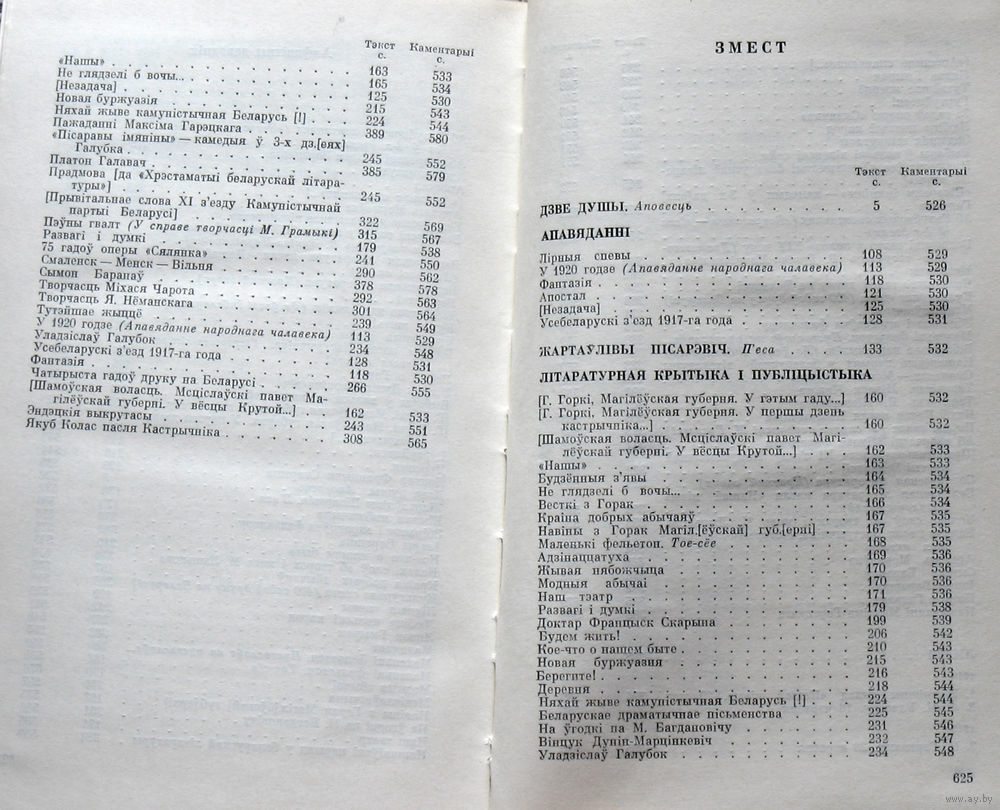 Тэкст Каментарыі
с. с.
«Нашы» 163 533
Не глядзелі б вочы... 165 534
[Незадача] 125 530
Новая буржуазія 215 543
Няхай жыве камуністычная Беларусь [!] 224 544
Пажаданні Максіма Гарэцкага 389 580
«Пісаравы імяніны» — камедыя ў 3-х дз.[еях]
Галубка 245 552
Платон Галавач 385 579
Прадмова [да «Хрэстаматыі беларускай літара-
туры»] 245 552
[Прывітальнае слова XI з'езду Камуністычнай
партыі Беларусі] 322 569
Пэўны гвалт (У справе творчасці М. Грамыкі) 315 567
Развагі і думкі 179 538
75 гадоў оперы «Сялянка» 241 550
Смаленск — Менск — Вільня 290 562
Сымон Баранаў 378 578
Творчасць Міхася Чарота 292 563
Творчасць Я. Нёманскага 301 564
Тутэйшае жыццё 239 549
У 1920 годзе (Апавяданне народнага чалавека) 113 529
Уладзіслаў Галубок 234 548
Усебеларускі з'езд 1917-га года 128 531
Фантазія 118 530
Чатырыста гадоў друку на Беларусі 266 555
[Шамоўская воласць. Мсціслаўскі павет Ма-
гілёўскай губерні. У вёсцы Крутой...] 162 533
Эндэцкія выкрутасы 243 551
Якуб Колас пасля Кастрычніка 308 565
ЗМЕСТ
Тэкст Каментарыі
с. с.
ДЗВЕ ДУШЫ. Аповесць 5 526
АПАВЯДАННІ
Лірныя спевы 108 529
У 1920 годзе (Апавяданне народнага чалавека) 113 529
Фантазія 118 530
Апостал 121 530
[Незадача] 125 530
Усебеларускі з'езд 1917-га года 128 531
ЖАРТАЎЛІВЫ ПІСАРЭВІЧ. П'еса 133 532
ЛІТАРАТУРНАЯ КРЫТЫКА І ПУБЛІЦЫСТЫКА
[Г. Горкі, Магілёўская губерня. У гэтым гаду...] 160 532
[Г. Горкі, Магілёўская губерня. У першы дзень
кастрычніка...] 160 532
[Шамоўская воласць. Мсціслаўскі павет Магі-
лёўскай губерні. У вёсцы Крутой...] 162 533
«Нашы» 163 533
Будзённыя з'явы 164 534
Не глядзелі б вочы... 165 534
Весткі з Горак 166 534
Краіна добрых абычаяў 167 535
Навіны з Горак Магіл.[ёўскай] губ.[ерні] 167 535
Маленькі фельетон. Тое-сёе 168 535
Адзінаццатуха 169 536
Жывая нябожчыца 170 536
Модныя абычаі 170 536
Наш тэатр 171 536
Развагі і думкі 179 538
Доктар Францыск Скарына 199 539
Будем жить! 206 542
Кое-что о нашем быте 210 543
Новая буржуазия 215 543
Берегите! 216 543
Деревня 218 544
Няхай жыве камуністычная Беларусь [!] 224 544
Беларускае драматычнае пісьменства 225 545
На ўгодкі па М. Багдановічу 231 546
Вінцук Дунін-Марцінкевіч 232 547
Уладзіслаў Галубок 234 548
625
www.ay.by